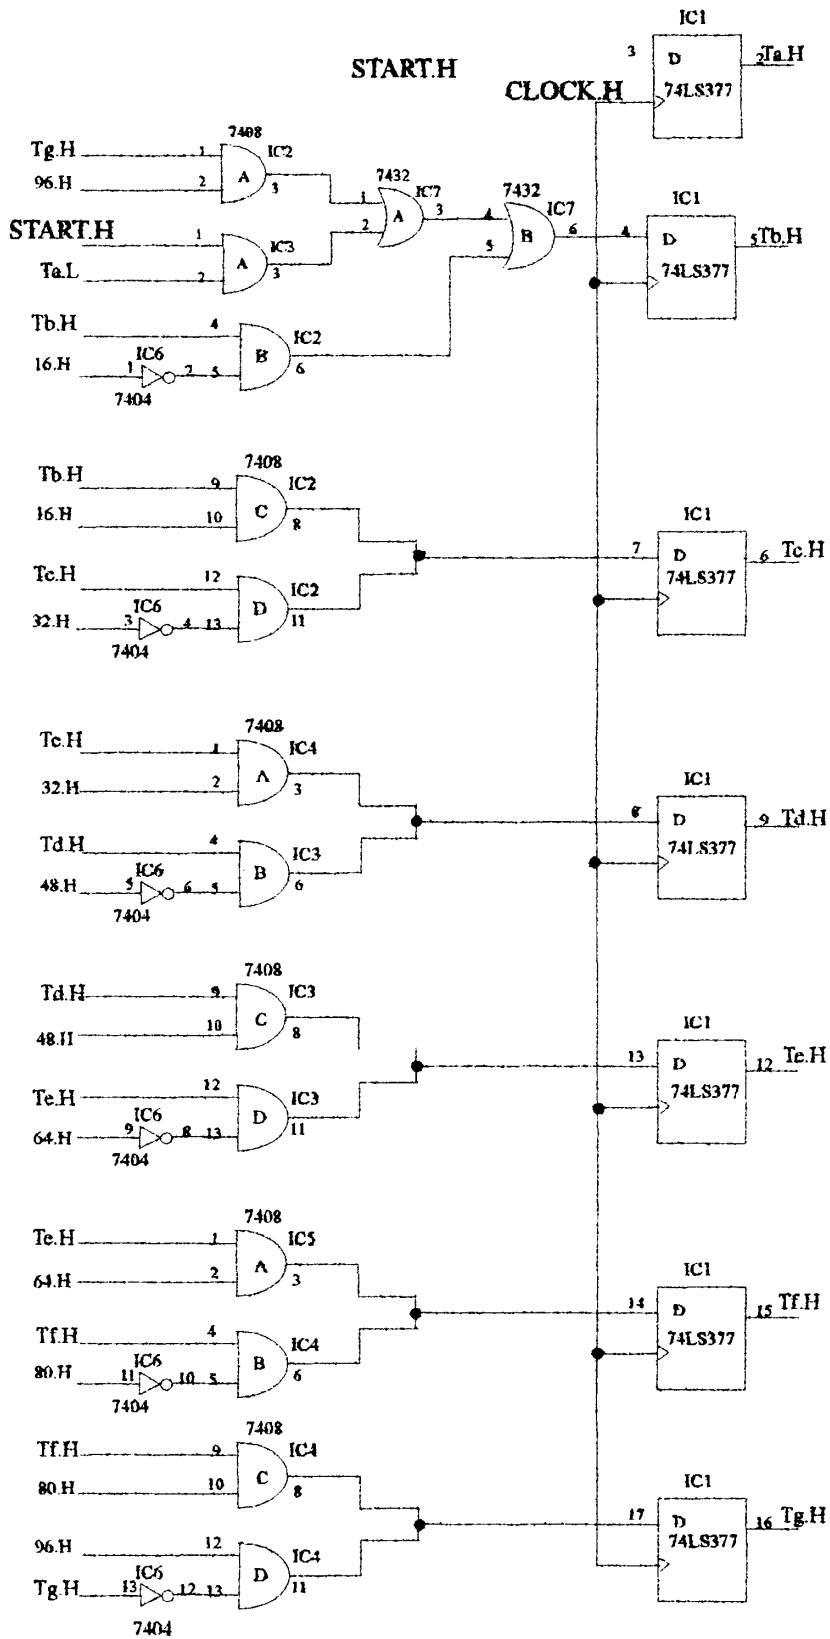 IC1
3 D 2 Ta.H
START.H
CLOCK.H 74LS377
7408
Tg.H 1 IC2
96.H 2 A 3
7432
1 IC7
2 A 3
7432
4 IC7
5 B 6
IC1
4 D 5 Tb.H
74LS377
START.H 1 IC3
Ta.L 2 A 3
Tb.H 4 IC2
B 6
16.H 1 IC6 2 5
7404
7408
Tb.H 9 IC2
16.H 10 C 8
IC1
7 D 6 Tc.H
74LS377
Tc.H 12 IC2
D 11
32.H 3 IC6 4 13
7404
7408
Tc.H 1 IC4
32.H 2 A 3
IC1
8 D 9 Td.H
74LS377
Td.H 4 IC3
B 6
48.H 5 IC6 6 5
7404
7408
Td.H 9 IC3
48.H 10 C 8
IC1
13 D 12 Te.H
74LS377
Te.H 12 IC3
D 11
64.H 9 IC6 8 13
7404
7408
Te.H 1 IC5
64.H 2 A 3
IC1
14 D 15 Tf.H
74LS377
Tf.H 4 IC4
B 6
80.H 11 IC6 10 5
7404
7408
Tf.H 9 IC4
80.H 10 C 8
IC1
17 D 16 Tg.H
74LS377
96.H 12 IC4
D 11
Tg.H 13 IC6 12 13
7404